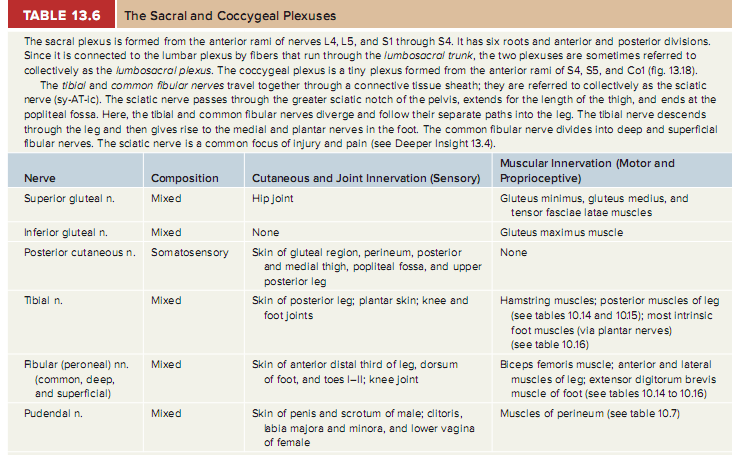 TABLE 13.6 The Sacral and Coccygeal Plexuses
The sacral plexus is formed from the anterior rami of nerves L4, L5, and S1 through S4. It has six roots and anterior and posterior divisions.
Since it is connected to the lumbar plexus by fibers that run through the lumbosacral trunk, the two plexuses are sometimes referred to
collectively as the lumbosacral plexus. The coccygeal plexus is a tiny plexus formed from the anterior rami of S4, S5, and Co1 (fig. 13.18).
The tibial and common fibular nerves travel together through a connective tissue sheath; they are referred to collectively as the sciatic
nerve (sy-AT-ic). The sciatic nerve passes through the greater sciatic notch of the pelvis, extends for the length of the thigh, and ends at the
popliteal fossa. Here, the tibial and common fibular nerves diverge and follow their separate paths into the leg. The tibial nerve descends
through the leg and then gives rise to the medial and plantar nerves in the foot. The common fibular nerve divides into deep and superficial
fibular nerves. The sciatic nerve is a common focus of injury and pain (see Deeper Insight 13.4).
Nerve Composition Cutaneous and Joint Innervation (Sensory) Muscular Innervation (Motor and
Proprioceptive)
Superior gluteal n. Mixed Hip joint Gluteus minimus, gluteus medius, and
tensor fasciae latae muscles
Inferior gluteal n. Mixed None Gluteus maximus muscle
Posterior cutaneous n. Somatosensory Skin of gluteal region, perineum, posterior None
and medial thigh, popliteal fossa, and upper
posterior leg
Tibial n. Mixed Skin of posterior leg; plantar skin; knee and Hamstring muscles; posterior muscles of leg
foot joints (see tables 10.14 and 10.15); most intrinsic
foot muscles (via plantar nerves)
(see table 10.16)
Fibular (peroneal) nn. Mixed Skin of anterior distal third of leg, dorsum Biceps femoris muscle; anterior and lateral
(common, deep, of foot, and toes I–II; knee joint muscles of leg; extensor digitorum brevis
and superficial) muscle of foot (see tables 10.14 to 10.16)
Pudendal n. Mixed Skin of penis and scrotum of male; clitoris, Muscles of perineum (see table 10.7)
labia majora and minora, and lower vagina
of female